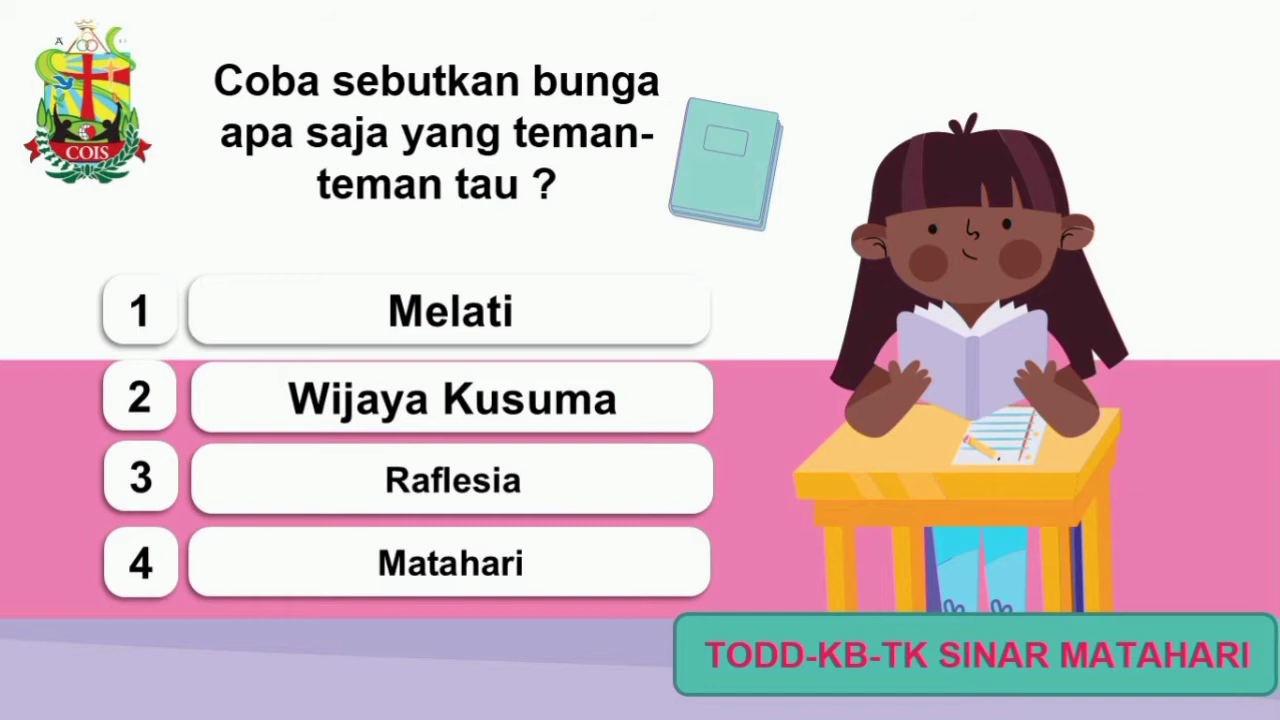 Coba sebutkan bunga
apa saja yang teman-
teman tau ?
COIS
1
Melati
2
Wijaya Kusuma
3
Raflesia
4
Matahari
TODD-KB-TK SINAR MATAHARI